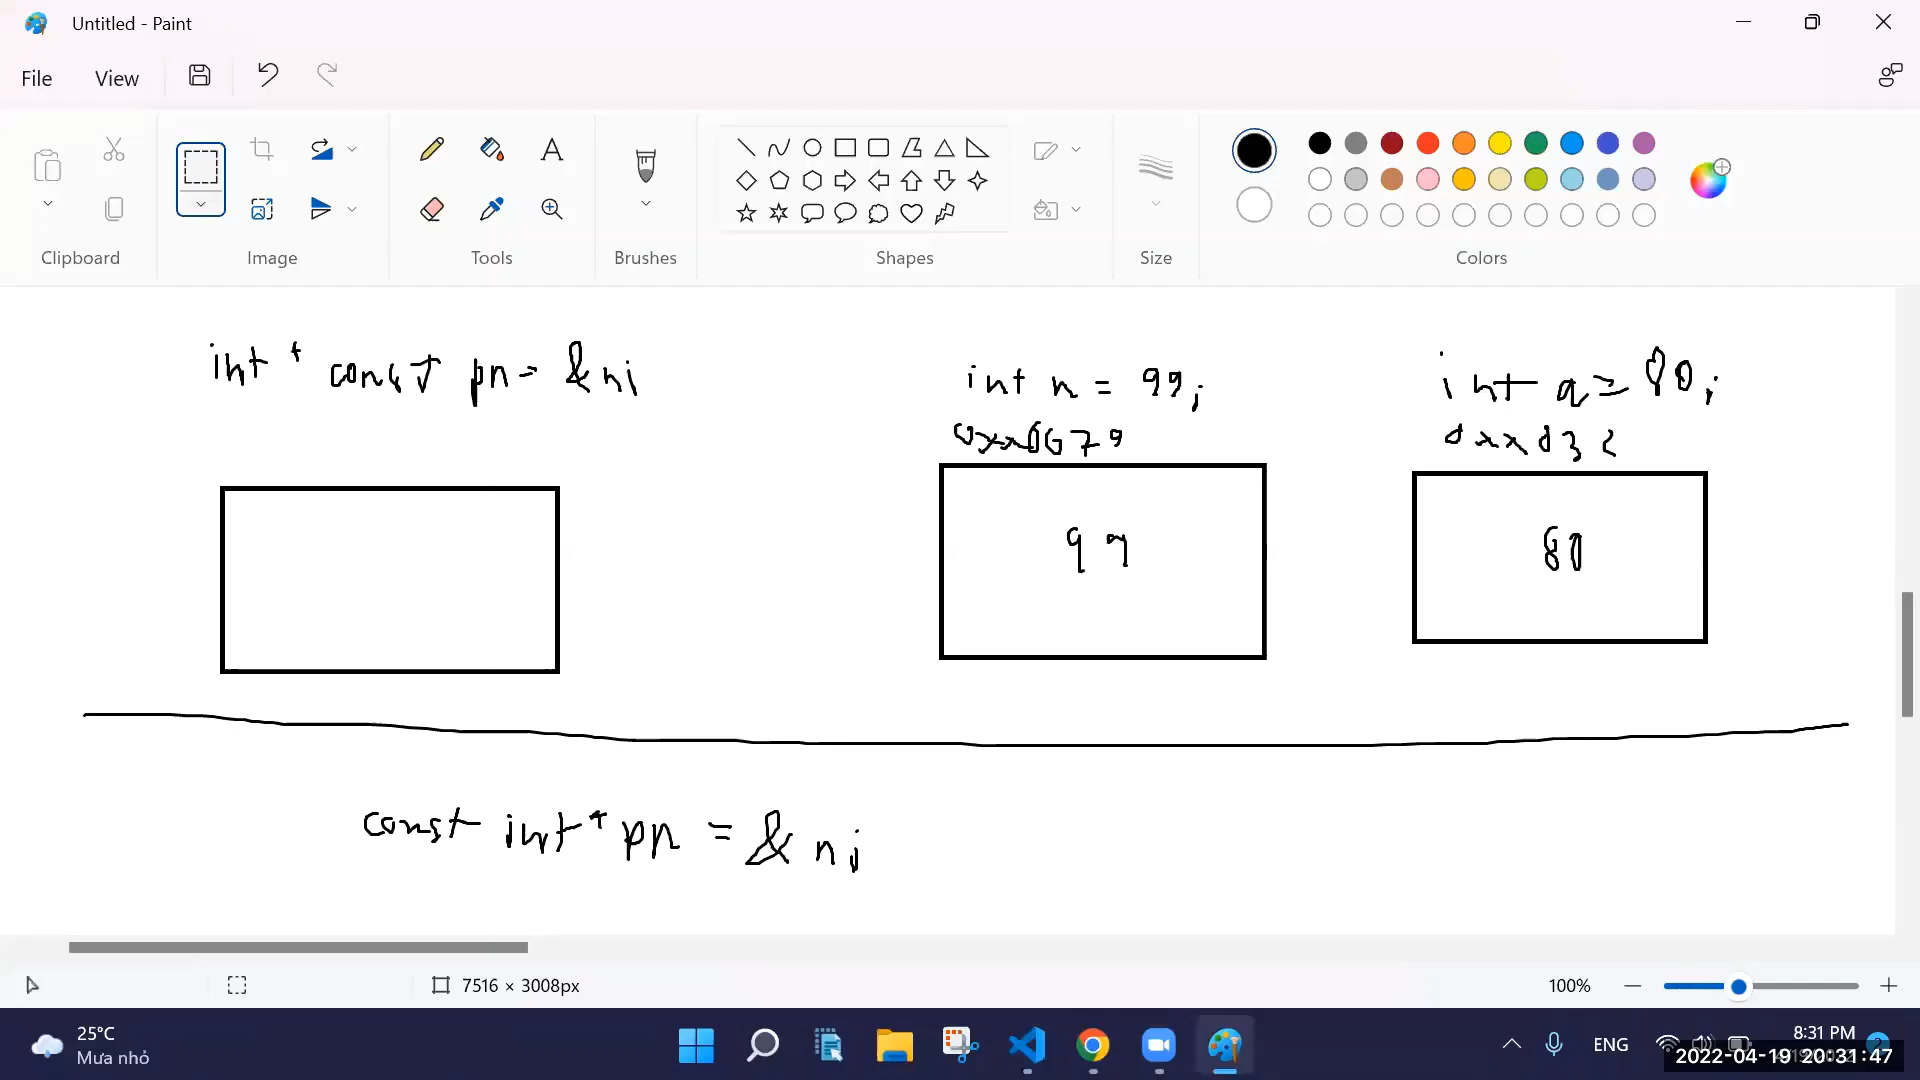 Untitled - Paint
File View
Clipboard Image Tools Brushes Shapes Size Colors
int * const pn = &n;
int n = 99;
int a = 80;
0xx6679
0xx832
99
80
const int* pn = & n;
7516 × 3008px
100%
25°C
Mưa nhỏ
ENG
8:31 PM
2022-04-19 20:31:47